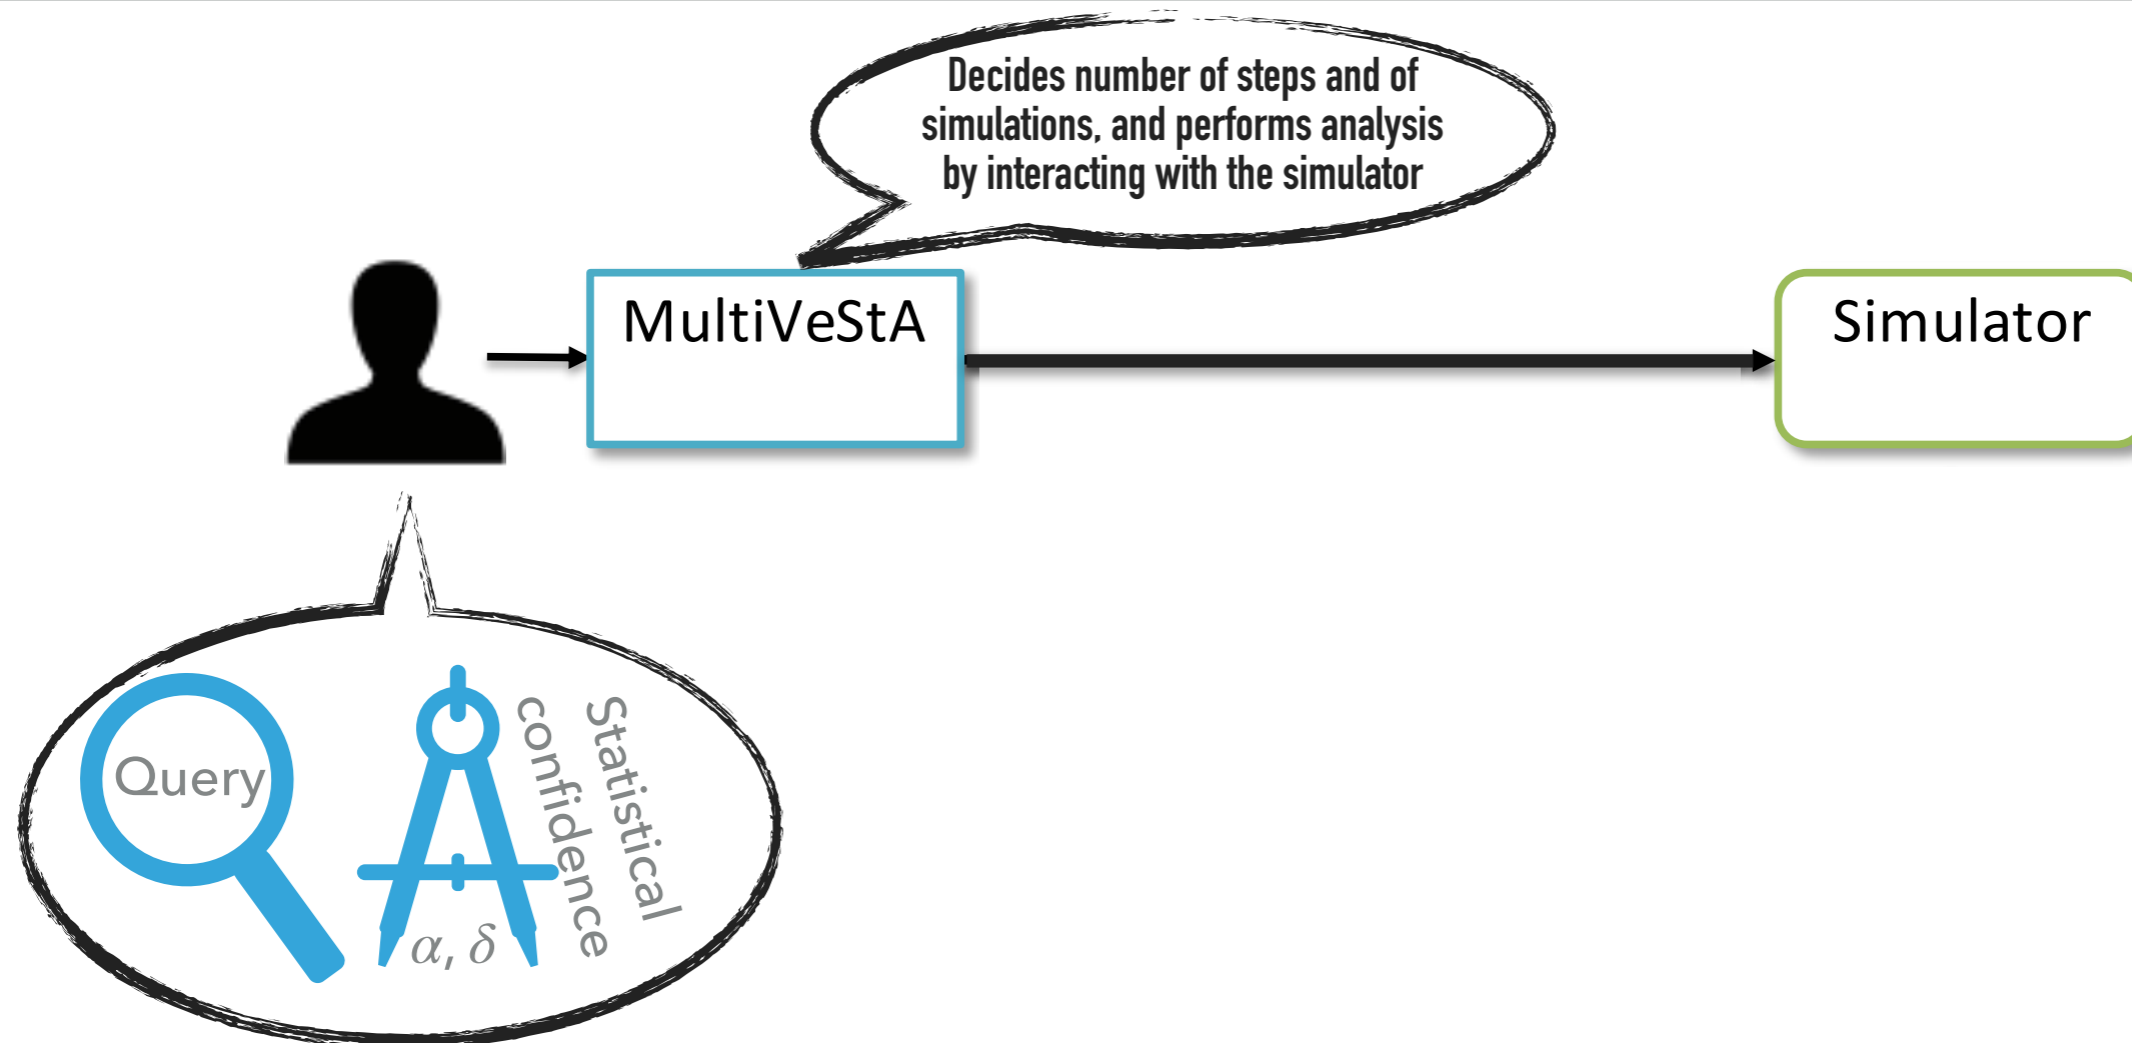 Decides number of steps and of
simulations, and performs analysis
by interacting with the simulator
MultiVeStA
Simulator
Query
Statistical
confidence
α, δ